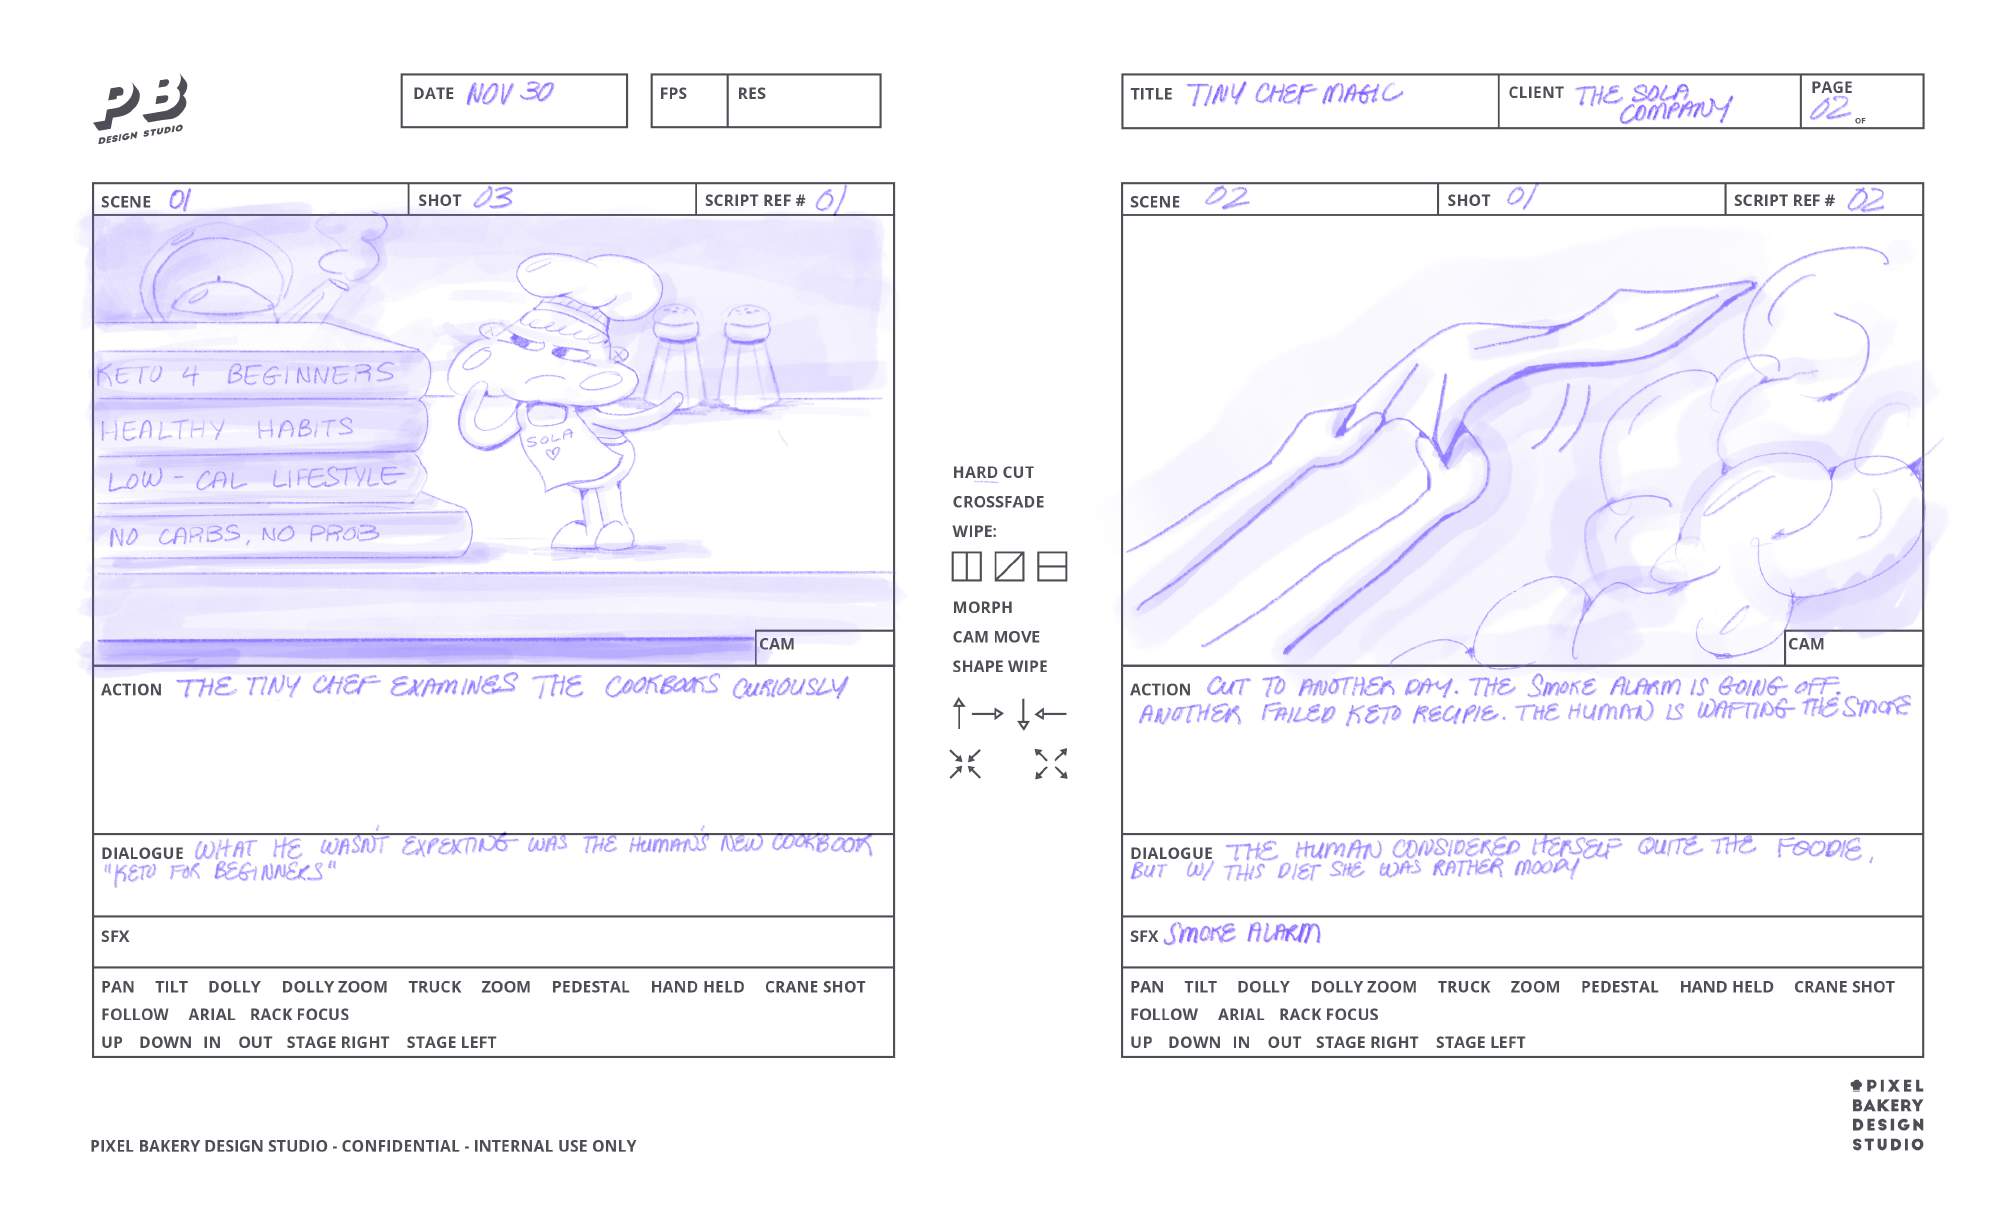 PB
DESIGN STUDIO
DATE NOV 30
FPS
RES
TITLE TINY CHEF MAGIC
CLIENT THE SOLA
COMPANY
PAGE
02
OF
SCENE 01
SHOT 03
SCRIPT REF # 01
KETO 4 BEGINNERS
HEALTHY HABITS
LOW-CAL LIFESTYLE
NO CARBS, NO PROB
SOLA
CAM
ACTION THE TINY CHEF EXAMINES THE COOKBOOKS CURIOUSLY
DIALOGUE WHAT HE WASN'T EXPEXTING WAS THE HUMAN'S NEW COOKBOOK
"KETO FOR BEGINNERS"
SFX
PAN TILT DOLLY DOLLY ZOOM TRUCK ZOOM PEDESTAL HAND HELD CRANE SHOT
FOLLOW ARIAL RACK FOCUS
UP DOWN IN OUT STAGE RIGHT STAGE LEFT
HARD CUT
CROSSFADE
WIPE:
MORPH
CAM MOVE
SHAPE WIPE
SCENE 02
SHOT 01
SCRIPT REF # 02
CAM
ACTION CUT TO ANOTHER DAY. THE SMOKE ALARM IS GOING OFF.
ANOTHER FAILED KETO RECIPIE. THE HUMAN IS WAFTING THE SMOKE
DIALOGUE THE HUMAN CONSIDERED HERSELF QUITE THE FOODIE,
BUT W/ THIS DIET SHE WAS RATHER MOODY
SFX SMOKE ALARM
PAN TILT DOLLY DOLLY ZOOM TRUCK ZOOM PEDESTAL HAND HELD CRANE SHOT
FOLLOW ARIAL RACK FOCUS
UP DOWN IN OUT STAGE RIGHT STAGE LEFT
PIXEL BAKERY DESIGN STUDIO - CONFIDENTIAL - INTERNAL USE ONLY
PIXEL
BAKERY
DESIGN
STUDIO